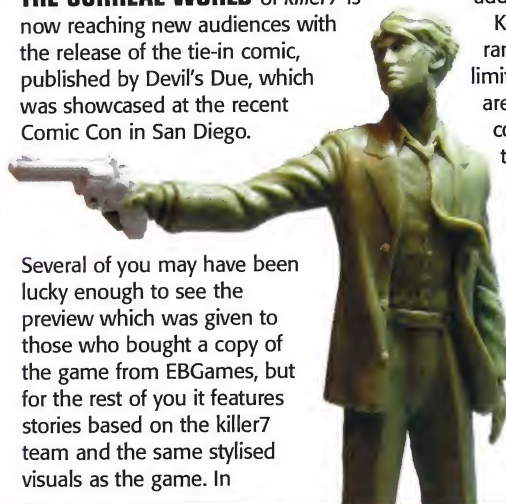 THE SURREAL WORLD of killer7 is
now reaching new audiences with
the release of the tie-in comic,
published by Devil's Due, which
was showcased at the recent
Comic Con in San Diego.
Several of you may have been
lucky enough to see the
preview which was given to
those who bought a copy of
the game from EBGames, but
for the rest of you it features
stories based on the killer7
team and the same stylised
visuals as the game. In